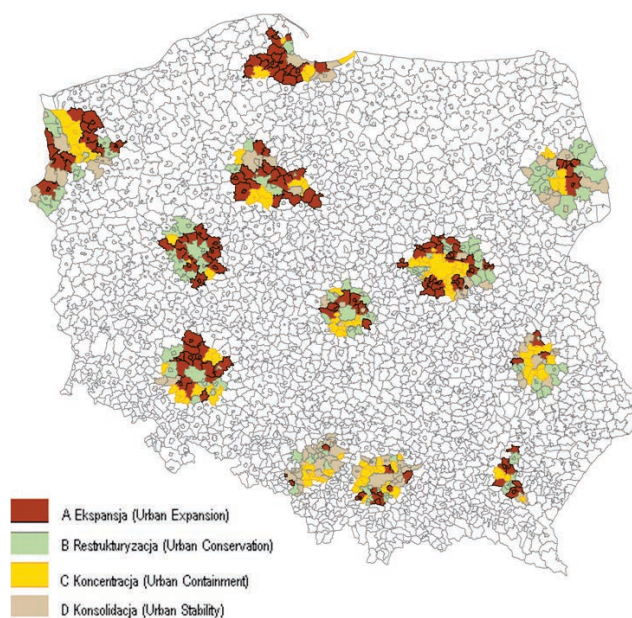 A Ekspansja (Urban Expansion)
B Restrukturyzacja (Urban Conservation)
C Koncentracja (Urban Containment)
D Konsolidacja (Urban Stability)